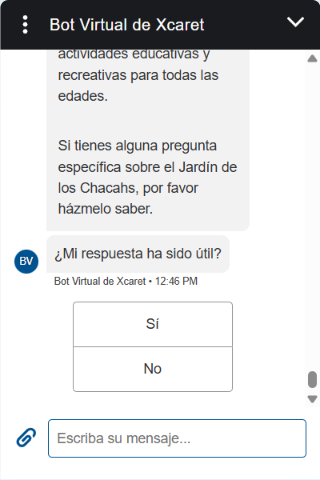 Bot Virtual de Xcaret
actividades educativas y
recreativas para todas las
edades.
Si tienes alguna pregunta
específica sobre el Jardín de
los Chacahs, por favor
házmelo saber.
¿Mi respuesta ha sido útil?
BV
Bot Virtual de Xcaret • 12:46 PM
Sí
No
Escriba su mensaje...